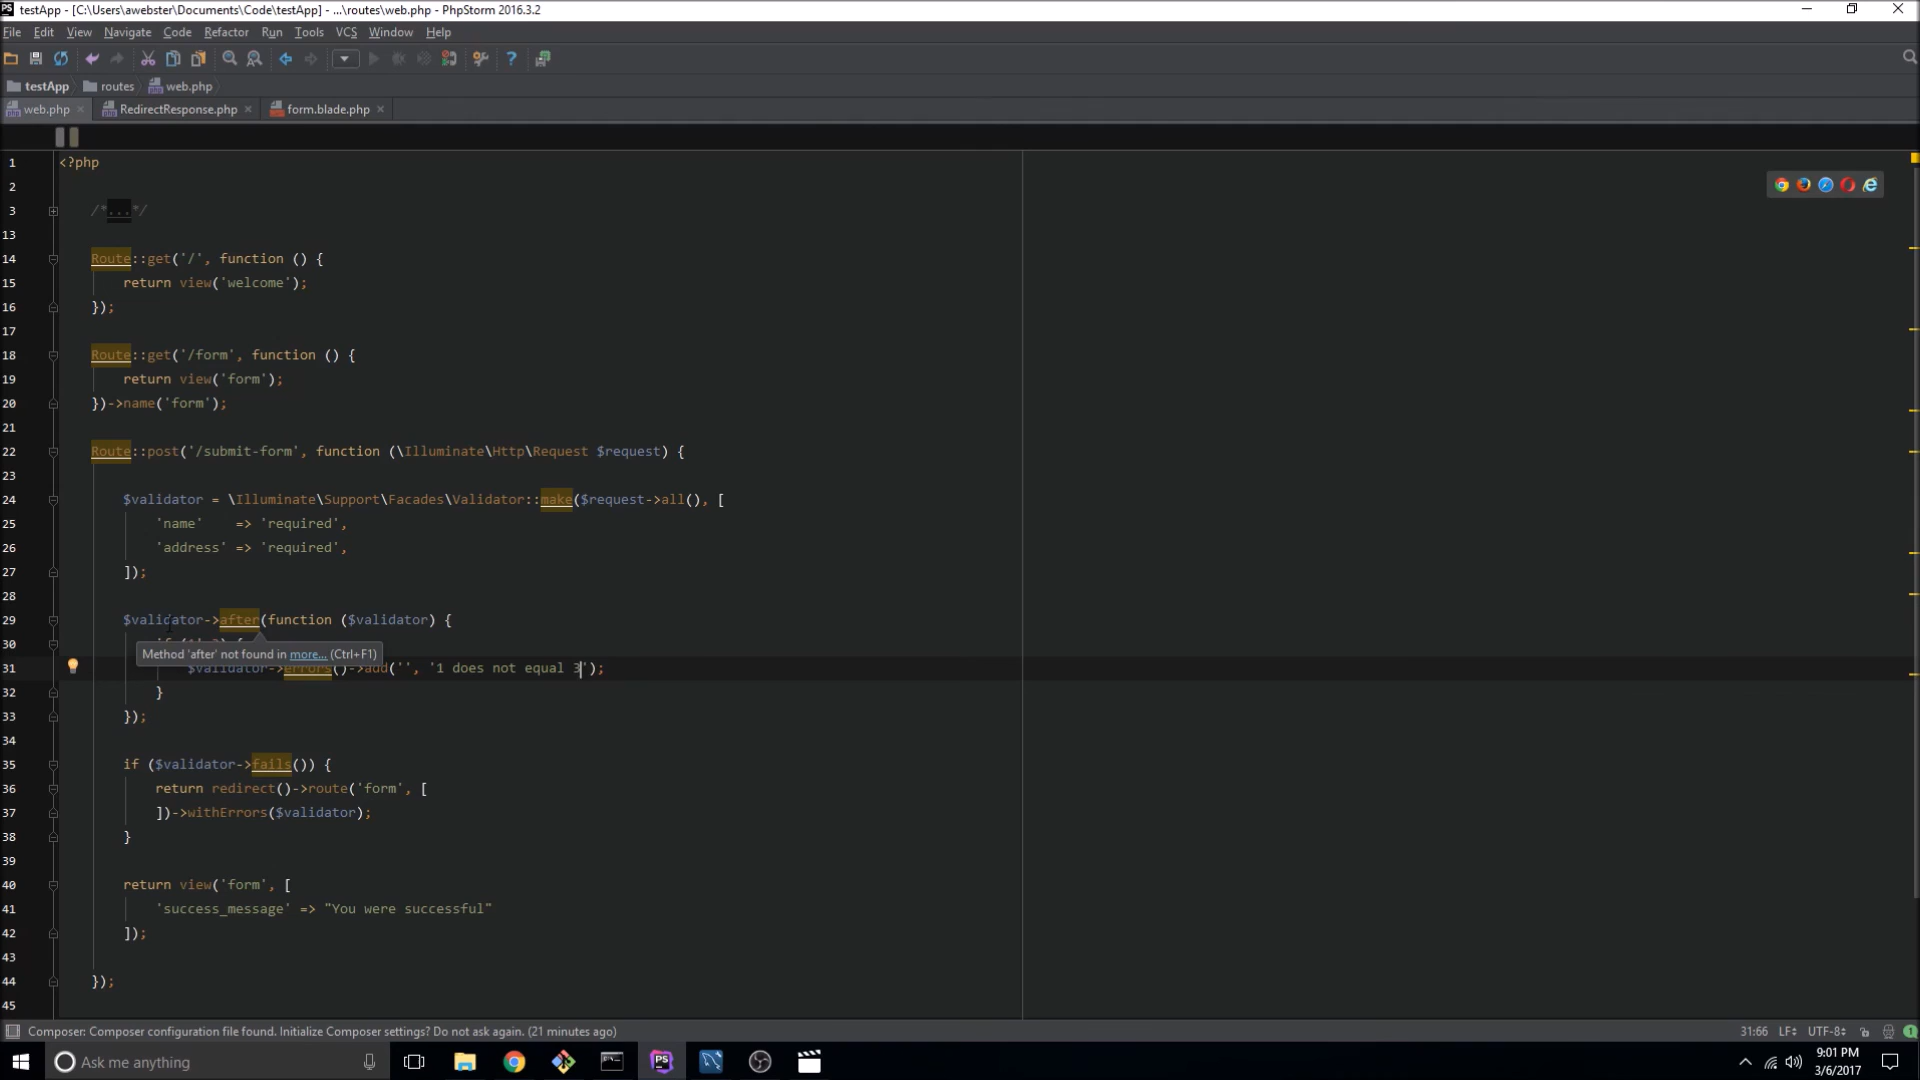 testApp - [C:\Users\awebster\Documents\Code\testApp] - ...\routes\web.php - PhpStorm 2016.3.2
File Edit View Navigate Code Refactor Run Tools VCS Window Help
testApp routes web.php
web.php RedirectResponse.php form.blade.php
1 <?php
2
3 /*...*/
13
14 Route::get('/', function () {
15 return view('welcome');
16 });
17
18 Route::get('/form', function () {
19 return view('form');
20 })->name('form');
21
22 Route::post('/submit-form', function (\Illuminate\Http\Request $request) {
23
24 $validator = \Illuminate\Support\Facades\Validator::make($request->all(), [
25 'name' => 'required',
26 'address' => 'required',
27 ]);
28
29 $validator->after(function ($validator) {
30
Method 'after' not found in more... (Ctrl+F1)
31 $validator->errors()->add('', '1 does not equal 3');
32 }
33 });
34
35 if ($validator->fails()) {
36 return redirect()->route('form', [
37 ])->withErrors($validator);
38 }
39
40 return view('form', [
41 'success_message' => "You were successful"
42 ]);
43
44 });
45
Composer: Composer configuration file found. Initialize Composer settings? Do not ask again. (21 minutes ago) 31:66 LF UTF-8 1
Ask me anything PS 9:01 PM
3/6/2017